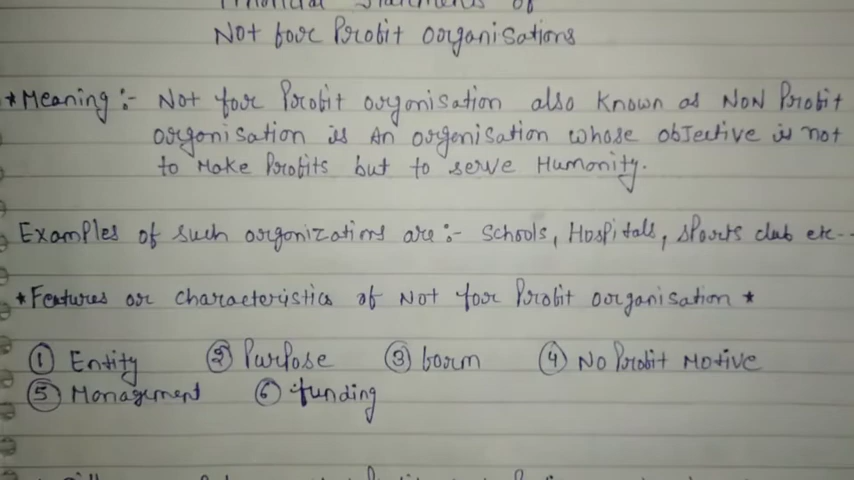 Financial Statements of
Not for Profit Organisations
*Meaning:- Not for Profit organisation also known as NON Profit
organisation is An organisation whose objective is not
to Make Profits but to serve Humanity.
Examples of such organizations are:- Schools, Hospitals, sports club etc--
*Features or characteristics of Not for Profit organisation*
① Entity ② Purpose ③ form ④ No Profit Motive
⑤ Management ⑥ funding